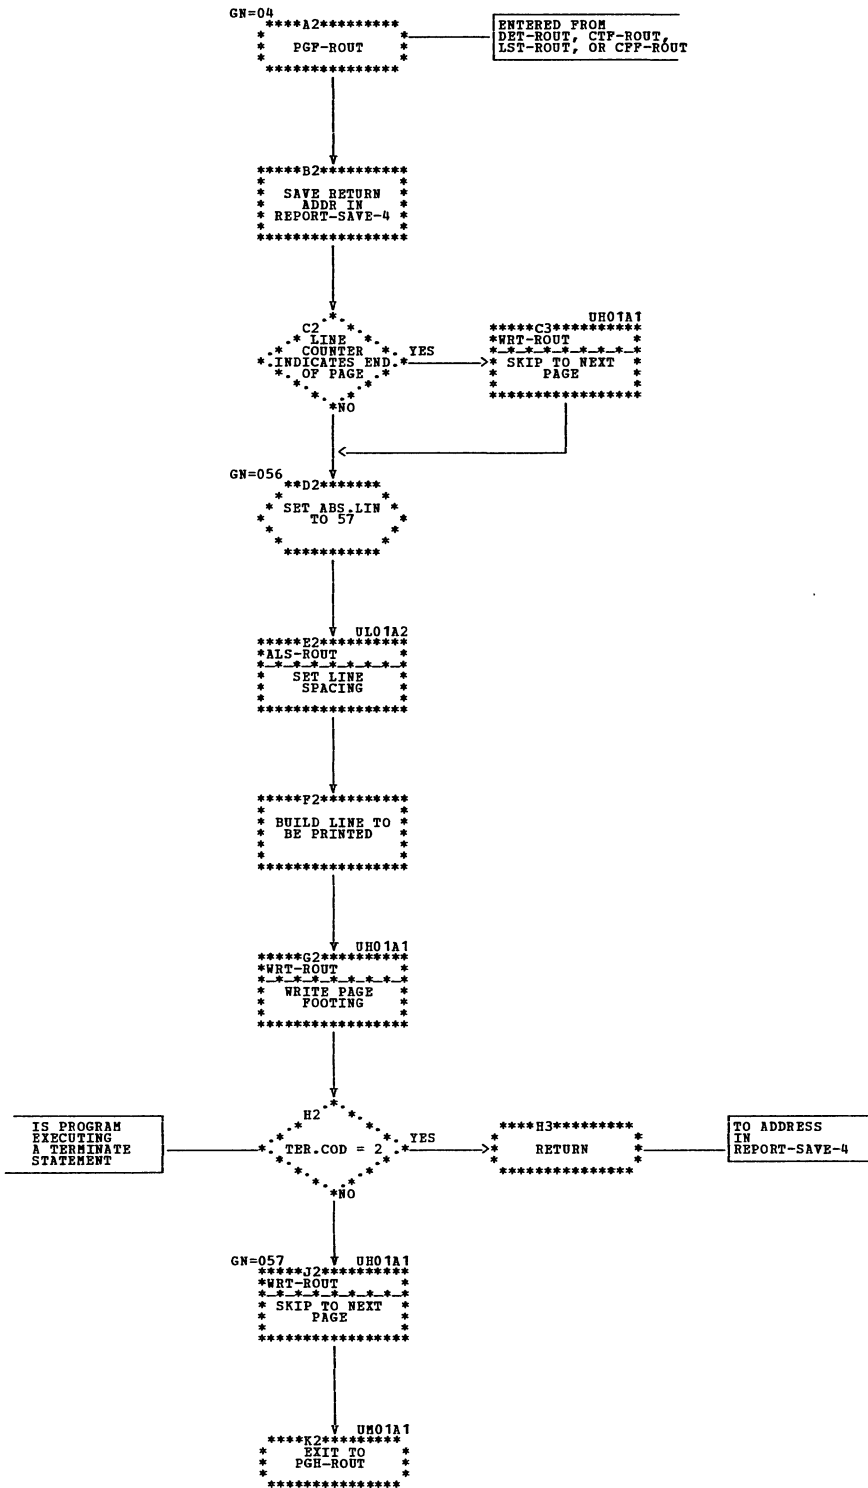 GN=04
A2
PGF-ROUT
ENTERED FROM
DET-ROUT, CTF-ROUT,
LST-ROUT, OR CFF-ROUT
B2
SAVE RETURN
ADDR IN
REPORT-SAVE-4
C2
LINE
COUNTER
INDICATES END
OF PAGE
YES
NO
UH01A1
C3
WRT-ROUT
SKIP TO NEXT
PAGE
GN=056
D2
SET ABS.LIN
TO 57
UL01A2
E2
ALS-ROUT
SET LINE
SPACING
F2
BUILD LINE TO
BE PRINTED
UH01A1
G2
WRT-ROUT
WRITE PAGE
FOOTING
IS PROGRAM
EXECUTING
A TERMINATE
STATEMENT
H2
TER.COD = 2
YES
NO
H3
RETURN
TO ADDRESS
IN
REPORT-SAVE-4
GN=057
UH01A1
J2
WRT-ROUT
SKIP TO NEXT
PAGE
UM01A1
K2
EXIT TO
PGH-ROUT